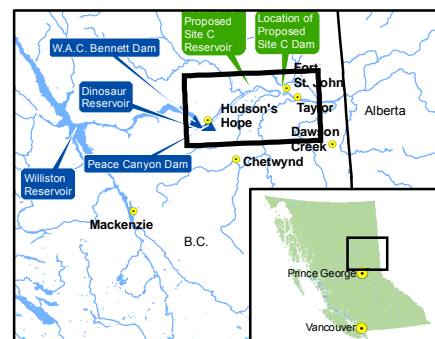 Proposed
Site C
Reservoir
Location of
Proposed
Site C Dam
W.A.C. Bennett Dam
Dinosaur
Reservoir
Fort
St. John
Taylor
Alberta
Hudson's
Hope
Dawson
Creek
Peace Canyon Dam
Chetwynd
Williston
Reservoir
Mackenzie
B.C.
Prince George
Vancouver